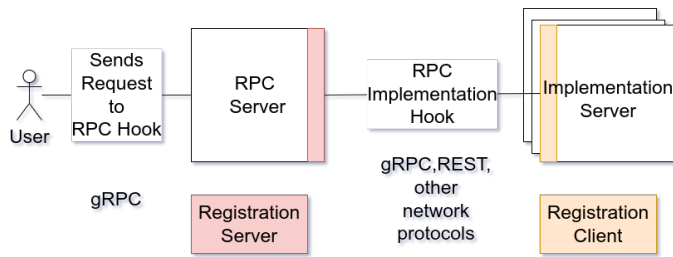 User
Sends
Request
to
RPC Hook
gRPC
RPC
Server
Registration
Server
RPC
Implementation
Hook
gRPC,REST,
other
network
protocols
Implementation
Server
Registration
Client